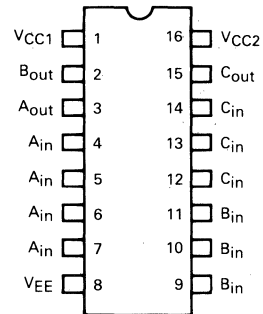 VCC1 1 16 VCC2
Bout 2 15 Cout
Aout 3 14 Cin
Ain 4 13 Cin
Ain 5 12 Cin
Ain 6 11 Bin
Ain 7 10 Bin
VEE 8 9 Bin